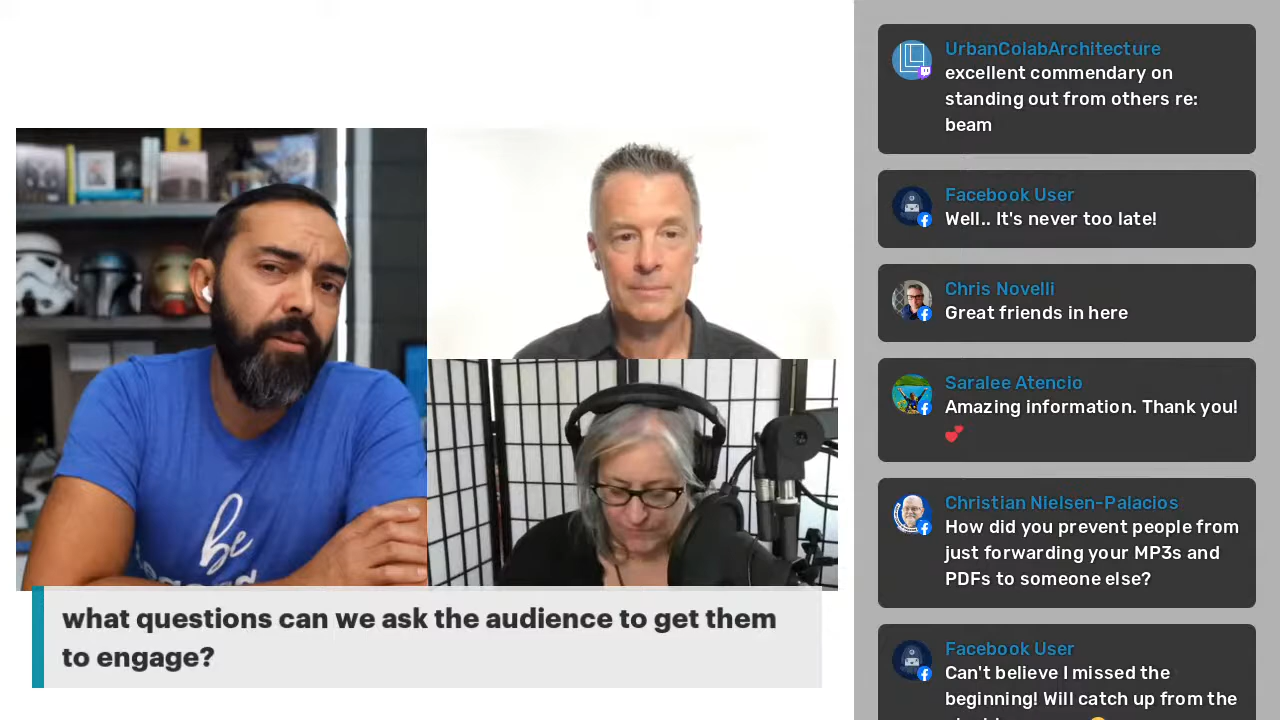 be
what questions can we ask the audience to get them
to engage?
UrbanColabArchitecture
excellent commendary on
standing out from others re:
beam
Facebook User
Well.. It's never too late!
Chris Novelli
Great friends in here
Saralee Atencio
Amazing information. Thank you!
💕
Christian Nielsen-Palacios
How did you prevent people from
just forwarding your MP3s and
PDFs to someone else?
Facebook User
Can't believe I missed the
beginning! Will catch up from the